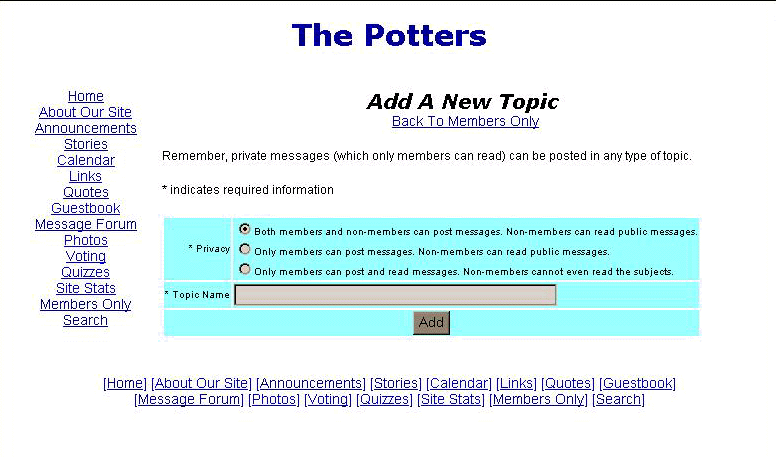 The Potters
Home
About Our Site
Announcements
Stories
Calendar
Links
Quotes
Guestbook
Message Forum
Photos
Voting
Quizzes
Site Stats
Members Only
Search
Add A New Topic
Back To Members Only
Remember, private messages (which only members can read) can be posted in any type of topic.
* indicates required information
* Privacy
Both members and non-members can post messages. Non-members can read public messages.
Only members can post messages. Non-members can read public messages.
Only members can post and read messages. Non-members cannot even read the subjects.
* Topic Name
Add
[Home] [About Our Site] [Announcements] [Stories] [Calendar] [Links] [Quotes] [Guestbook]
[Message Forum] [Photos] [Voting] [Quizzes] [Site Stats] [Members Only] [Search]